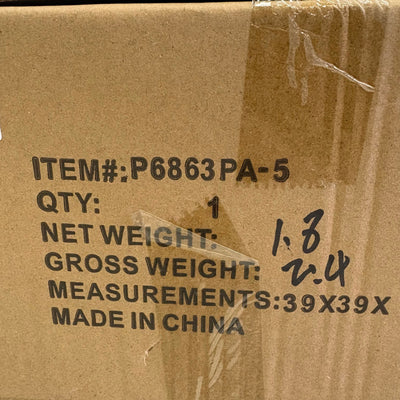 ITEM#:P6863PA-5
QTY: 1
NET WEIGHT: 1.8
GROSS WEIGHT: 2.4
MEASUREMENTS:39X39X
MADE IN CHINA